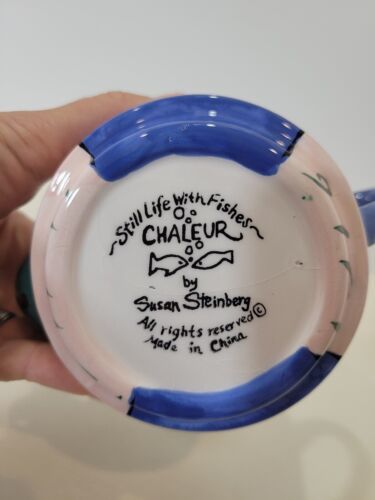 ~Still Life With Fishes~
CHALEUR
by
Susan Steinberg
All rights reserved ©
Made in China